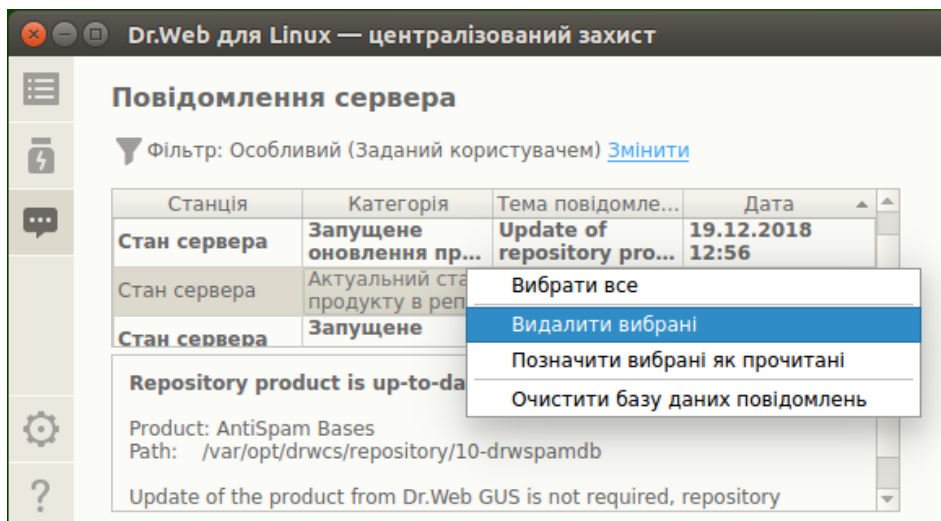 Dr.Web для Linux — централізований захист
Повідомлення сервера
Фільтр: Особливий (Заданий користувачем) Змінити
Станція Категорія Тема повідомле... Дата
Стан сервера Запущене оновлення пр... Update of repository pro... 19.12.2018 12:56
Стан сервера Актуальний ста продукту в реп
Стан сервера Запущене
Вибрати все
Видалити вибрані
Позначити вибрані як прочитані
Очистити базу даних повідомлень
Repository product is up-to-da
Product: AntiSpam Bases
Path: /var/opt/drwcs/repository/10-drwspamdb
Update of the product from Dr.Web GUS is not required, repository